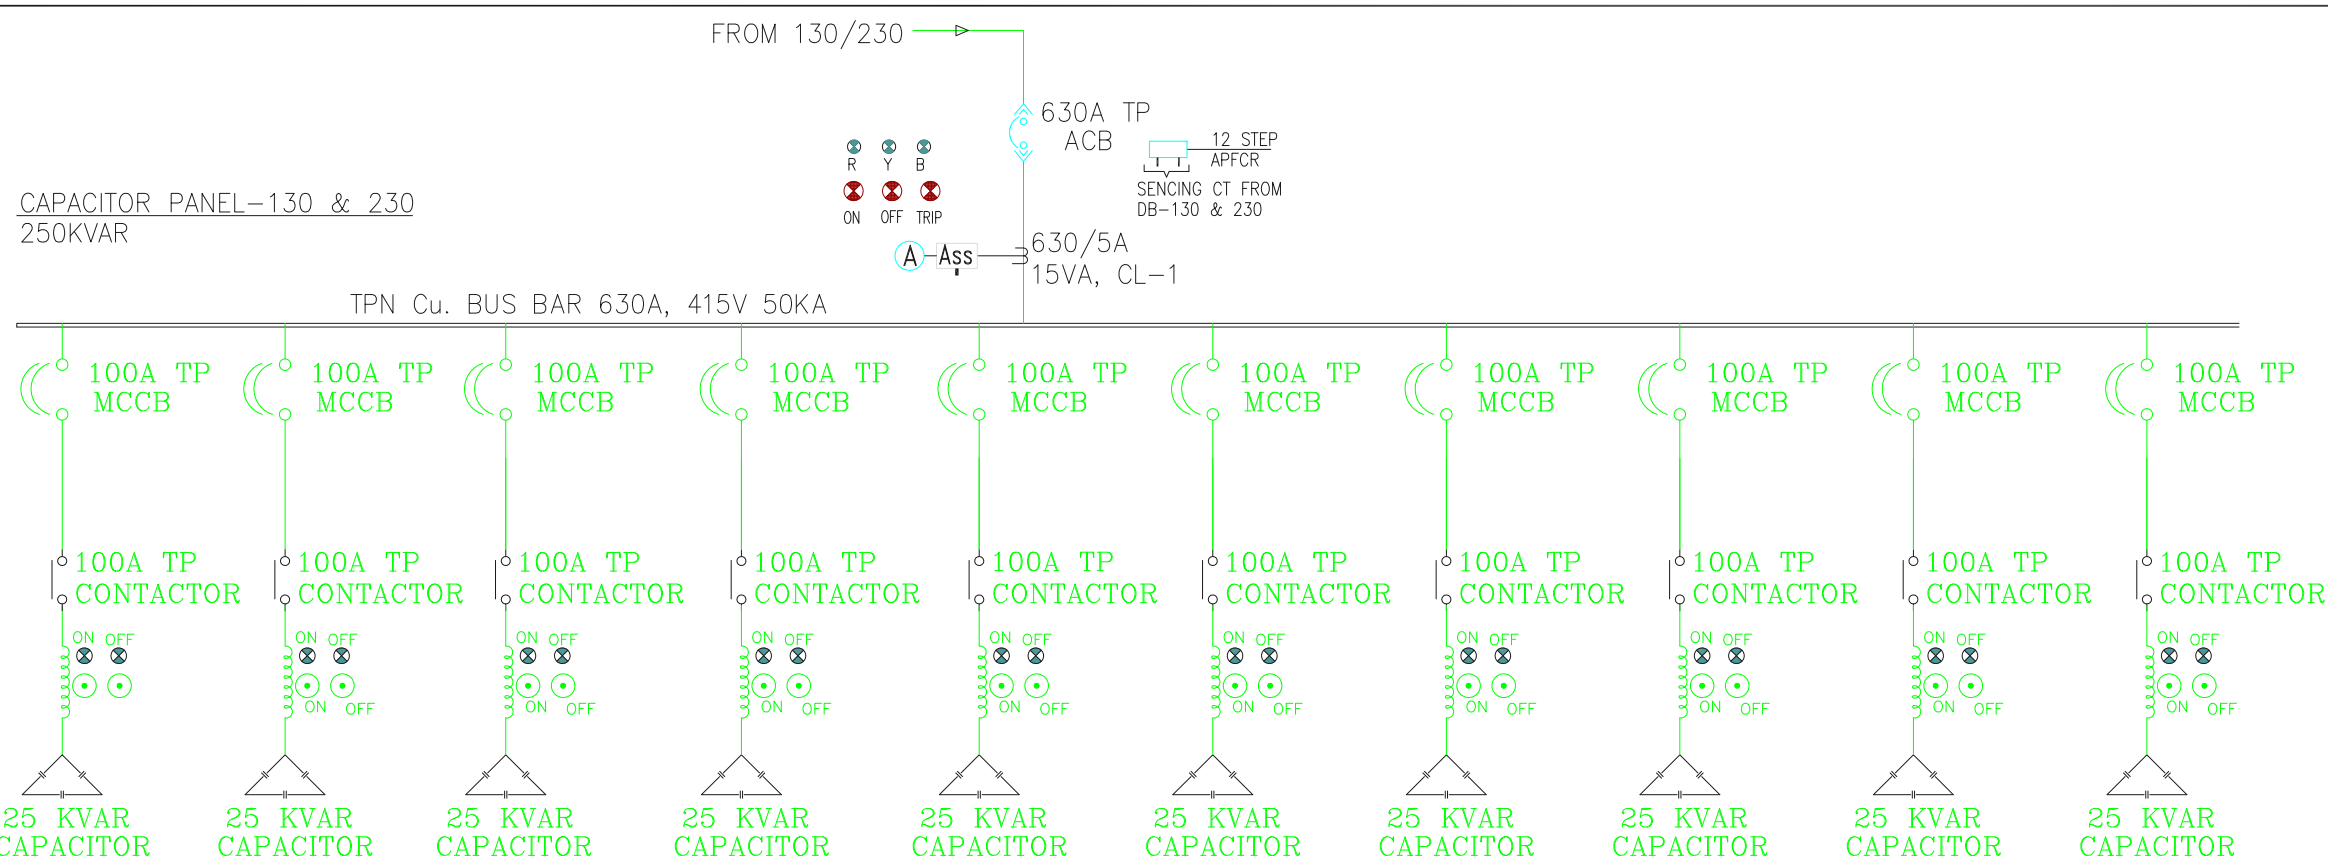 FROM 130/230
630A TP
ACB
12 STEP
APFCR
R Y B
SENCING CT FROM
DB-130 & 230
ON OFF TRIP
CAPACITOR PANEL-130 & 230
250KVAR
630/5A
A Ass
15VA, CL-1
TPN Cu. BUS BAR 630A, 415V 50KA
100A TP 100A TP 100A TP 100A TP 100A TP 100A TP 100A TP 100A TP 100A TP 100A TP
MCCB MCCB MCCB MCCB MCCB MCCB MCCB MCCB MCCB MCCB
100A TP 100A TP 100A TP 100A TP 100A TP 100A TP 100A TP 100A TP 100A TP 100A TP
CONTACTOR CONTACTOR CONTACTOR CONTACTOR CONTACTOR CONTACTOR CONTACTOR CONTACTOR CONTACTOR CONTACTOR
ON OFF ON OFF ON OFF ON OFF ON OFF ON OFF ON OFF ON OFF ON OFF ON OFF
ON OFF ON OFF ON OFF ON OFF ON OFF ON OFF ON OFF ON OFF ON OFF
25 KVAR 25 KVAR 25 KVAR 25 KVAR 25 KVAR 25 KVAR 25 KVAR 25 KVAR 25 KVAR 25 KVAR
CAPACITOR CAPACITOR CAPACITOR CAPACITOR CAPACITOR CAPACITOR CAPACITOR CAPACITOR CAPACITOR CAPACITOR